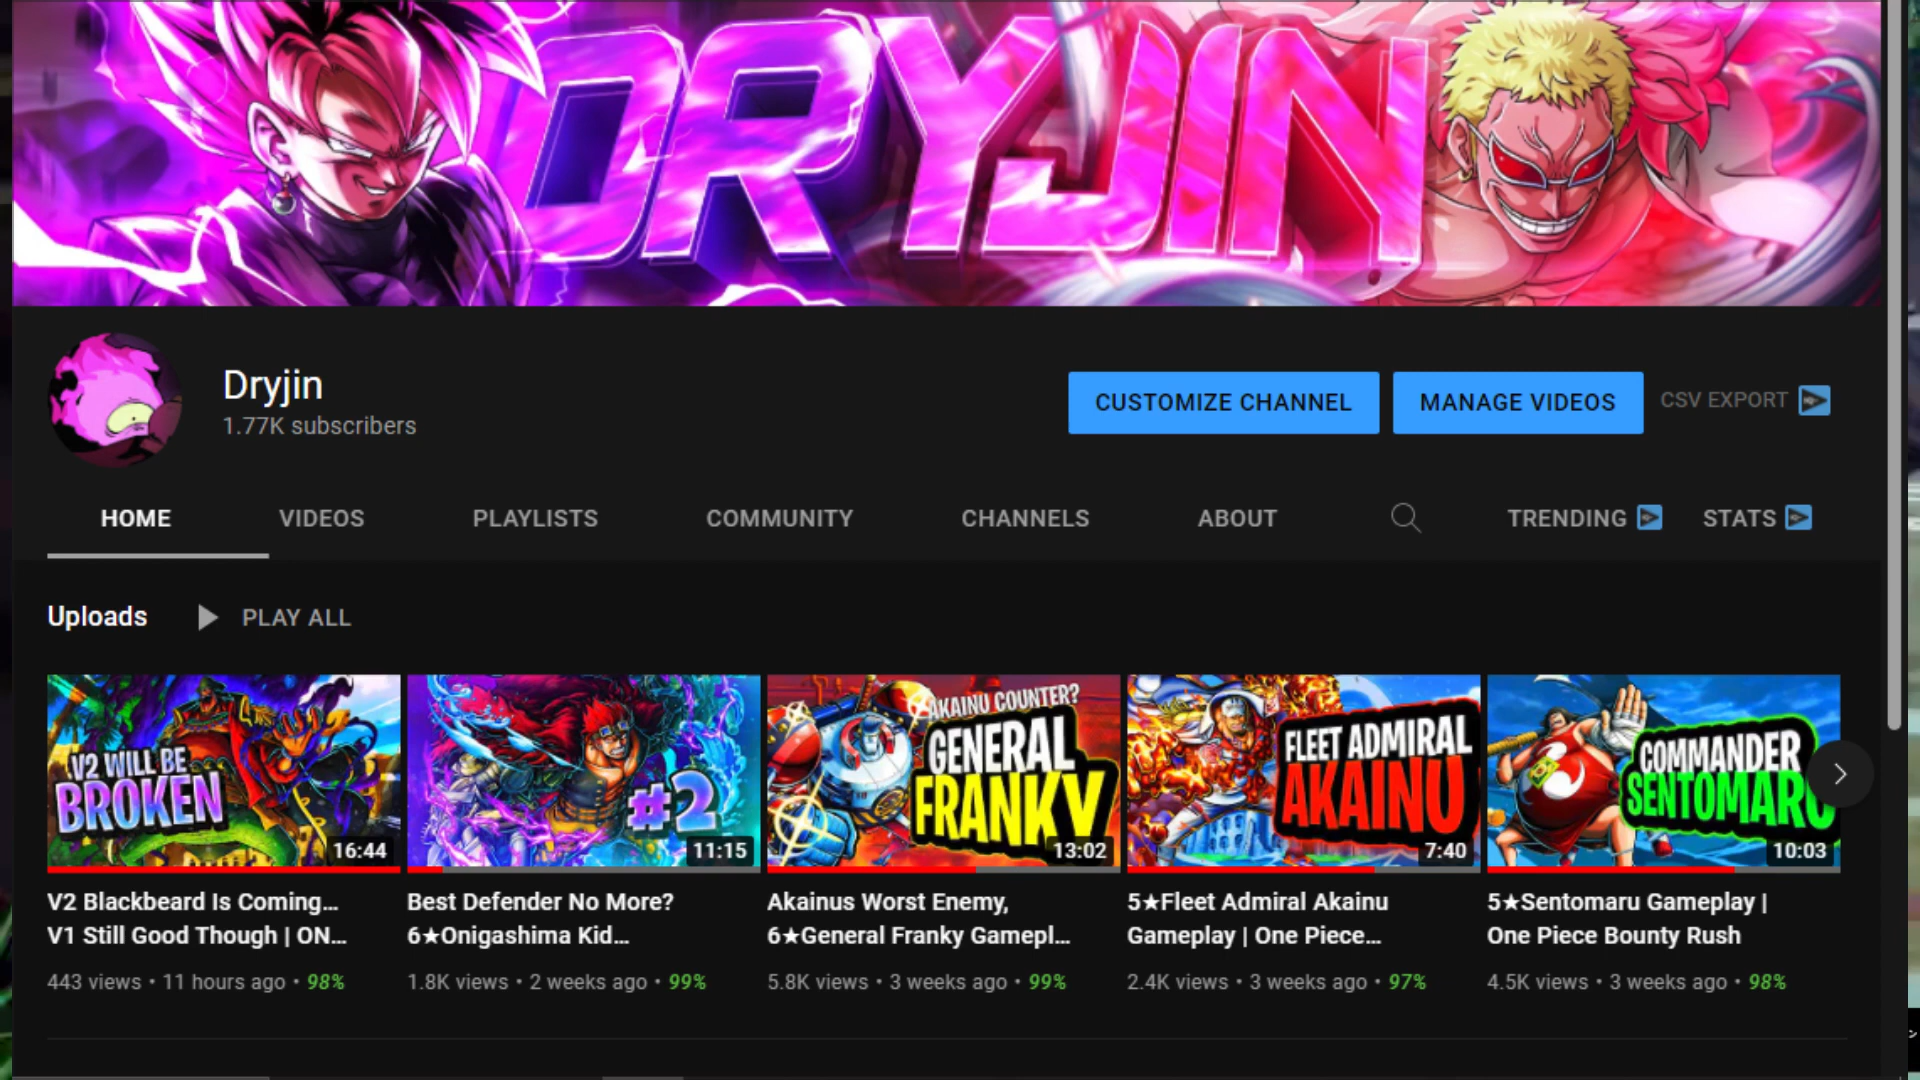 DRYJIN
Dryjin
1.77K subscribers
CUSTOMIZE CHANNEL
MANAGE VIDEOS
CSV EXPORT
HOME
VIDEOS
PLAYLISTS
COMMUNITY
CHANNELS
ABOUT
TRENDING
STATS
Uploads
PLAY ALL
V2 WILL BE
BROKEN
16:44
#2
11:15
AKAINU COUNTER?
GENERAL
FRANKY
13:02
FLEET ADMIRAL
AKAINU
7:40
COMMANDER
SENTOMARU
10:03
V2 Blackbeard Is Coming...
V1 Still Good Though | ON...
443 views • 11 hours ago • 98%
Best Defender No More?
6★Onigashima Kid...
1.8K views • 2 weeks ago • 99%
Akainus Worst Enemy,
6★General Franky Gamepl...
5.8K views • 3 weeks ago • 99%
5★Fleet Admiral Akainu
Gameplay | One Piece...
2.4K views • 3 weeks ago • 97%
5★Sentomaru Gameplay |
One Piece Bounty Rush
4.5K views • 3 weeks ago • 98%